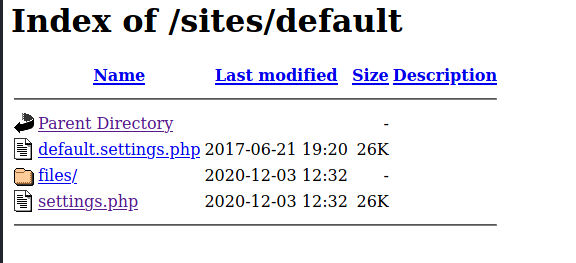 Index of /sites/default
Name Last modified Size Description
Parent Directory -
default.settings.php 2017-06-21 19:20 26K
files/ 2020-12-03 12:32 -
settings.php 2020-12-03 12:32 26K